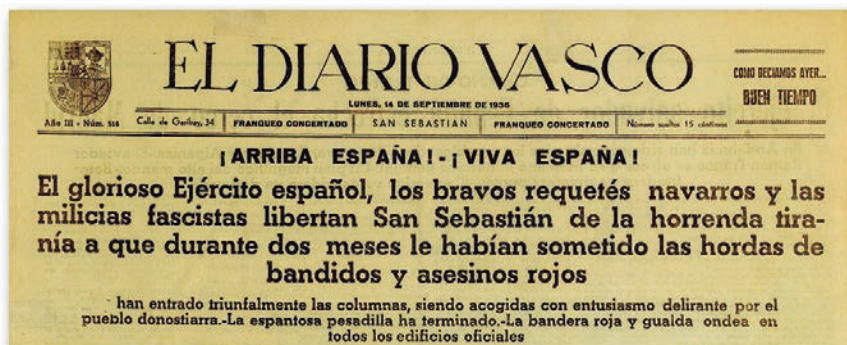 EL DIARIO VASCO
COMO DECIAMOS AYER...
BUEN TIEMPO
LUNES, 14 DE SEPTIEMBRE DE 1936
Año III - Núm.
Calle de Garibay, 34
FRANQUEO CONCERTADO
SAN SEBASTIAN
FRANQUEO CONCERTADO
Número suelto 15 céntimos
¡ARRIBA ESPAÑA! - ¡VIVA ESPAÑA!
El glorioso Ejército español, los bravos requetés navarros y las
milicias fascistas libertan San Sebastián de la horrenda tira-
nía a que durante dos meses le habían sometido las hordas de
bandidos y asesinos rojos
han entrado triunfalmente las columnas, siendo acogidas con entusiasmo delirante por el
pueblo donostiarra.-La espantosa pesadilla ha terminado.-La bandera roja y gualda ondea en
todos los edificios oficiales